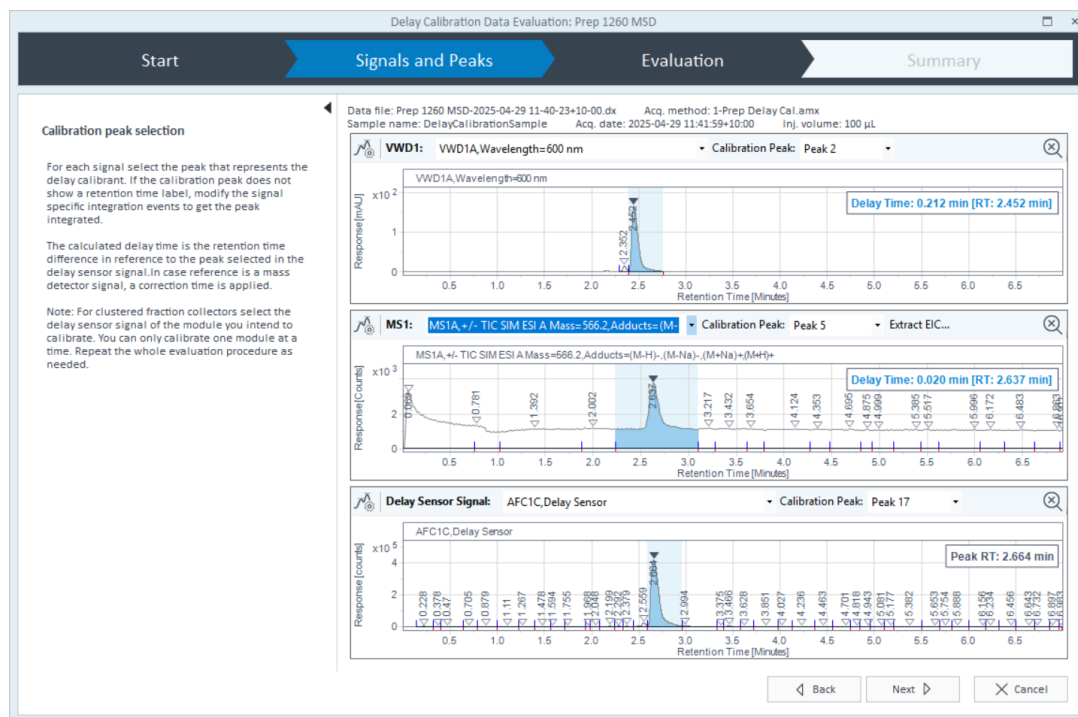 Delay Calibration Data Evaluation: Prep 1260 MSD
Start
Signals and Peaks
Evaluation
Summary
Calibration peak selection
For each signal select the peak that represents the
delay calibrant. If the calibration peak does not
show a retention time label, modify the signal
specific integration events to get the peak
integrated.
The calculated delay time is the retention time
difference in reference to the peak selected in the
delay sensor signal.In case reference is a mass
detector signal, a correction time is applied.
Note: For clustered fraction collectors select the
delay sensor signal of the module you intend to
calibrate. You can only calibrate one module at a
time. Repeat the whole evaluation procedure as
needed.
Data file: Prep 1260 MSD-2025-04-29 11-40-23+10-00.dx Acq. method: 1-Prep Delay Cal.amx
Sample name: DelayCalibrationSample Acq. date: 2025-04-29 11:41:59+10:00 Inj. volume: 100 µL
VWD1: VWD1A,Wavelength=600 nm Calibration Peak: Peak 2
VWD1A,Wavelength=600 nm
x10 2
Response[mAU]
1
0
2.352
2.452
Delay Time: 0.212 min [RT: 2.452 min]
0.5 1.0 1.5 2.0 2.5 3.0 3.5 4.0 4.5 5.0 5.5 6.0 6.5
Retention Time [Minutes]
MS1: MS1A,+/- TIC SIM ESI A Mass=566.2,Adducts=(M- Calibration Peak: Peak 5 Extract EIC...
MS1A,+/- TIC SIM ESI A Mass=566.2,Adducts=(M-H)-,(M-Na)-,(M+Na)+,(M+H)+
x10 3
Response[Counts]
2
0
0.781 1.392 2.002 2.637 3.217 3.432 3.654 4.124 4.353 4.695 4.875 4.999 5.385 5.517 5.996 6.172 6.483
Delay Time: 0.020 min [RT: 2.637 min]
0.5 1.0 1.5 2.0 2.5 3.0 3.5 4.0 4.5 5.0 5.5 6.0 6.5
Retention Time [Minutes]
Delay Sensor Signal: AFC1C,Delay Sensor Calibration Peak: Peak 17
AFC1C,Delay Sensor
x10 5
Response [counts]
4
2
0
0.228 0.378 0.47 0.705 0.879 1.11 1.267 1.478 1.594 1.755 1.968 2.048 2.199 2.292 2.379 2.559 2.664 2.994 3.375 3.466 3.628 3.851 4.027 4.236 4.463 4.701 4.818 4.943 5.081 5.177 5.382 5.653 5.754 5.888 6.156 6.234 6.456 6.643 6.732 6.897 6.983
Peak RT: 2.664 min
0.5 1.0 1.5 2.0 2.5 3.0 3.5 4.0 4.5 5.0 5.5 6.0 6.5
Retention Time [Minutes]
Back
Next
Cancel